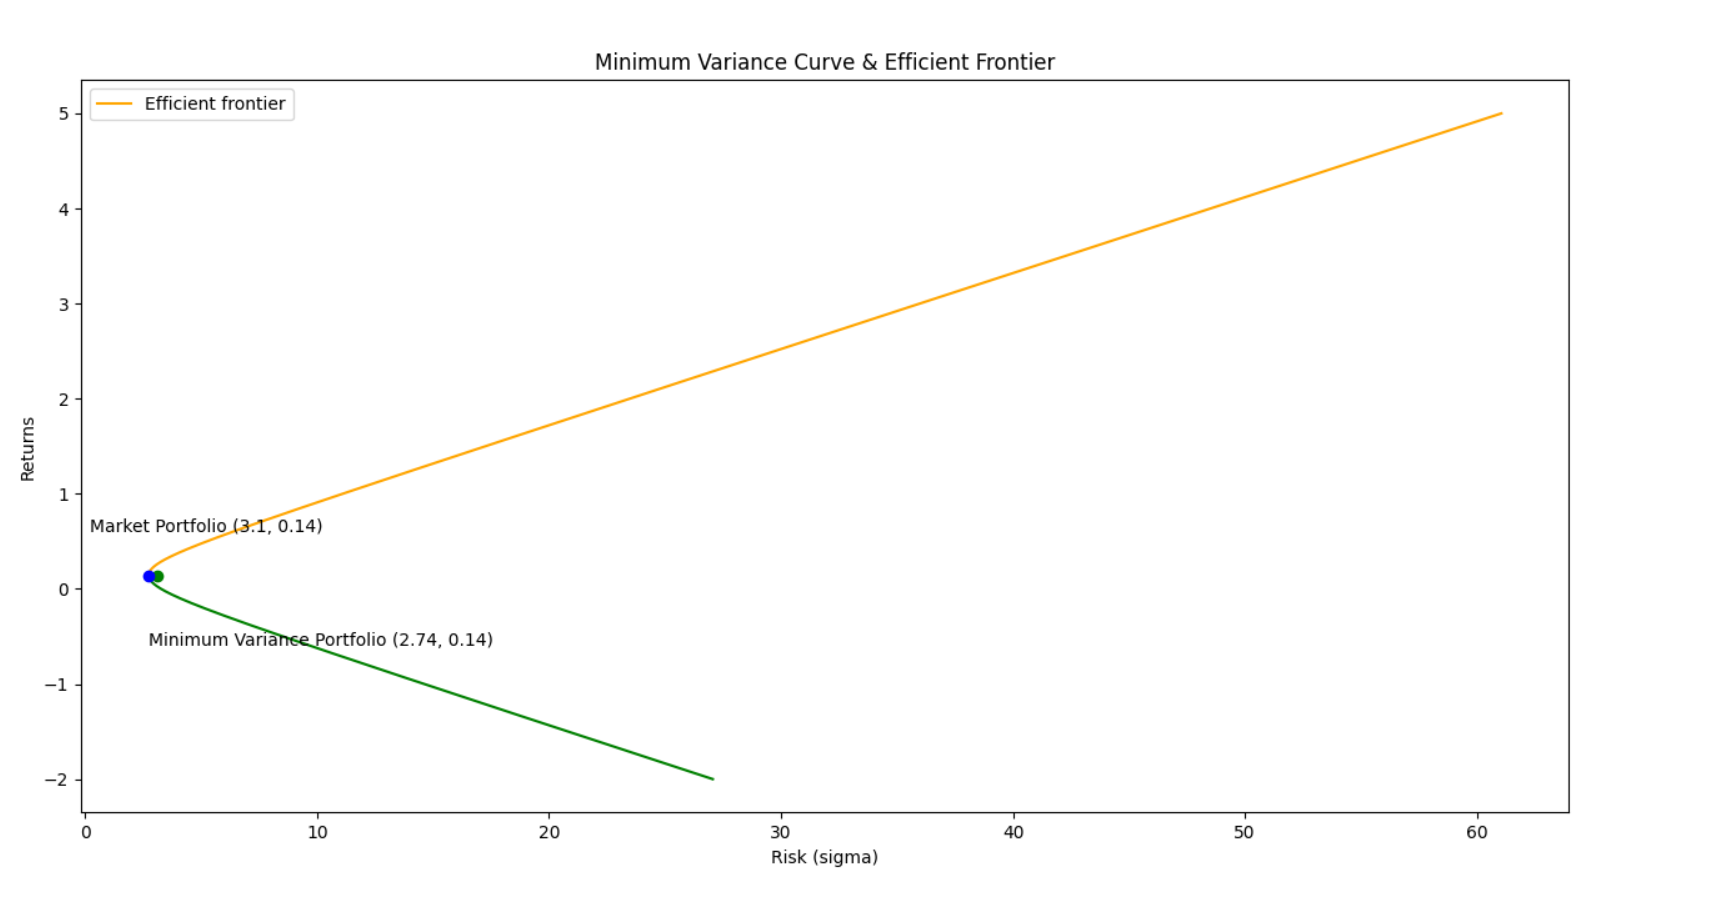 Minimum Variance Curve & Efficient Frontier
Efficient frontier
5
4
3
2
1
0
−1
−2
Returns
Market Portfolio (3.1, 0.14)
Minimum Variance Portfolio (2.74, 0.14)
0 10 20 30 40 50 60
Risk (sigma)